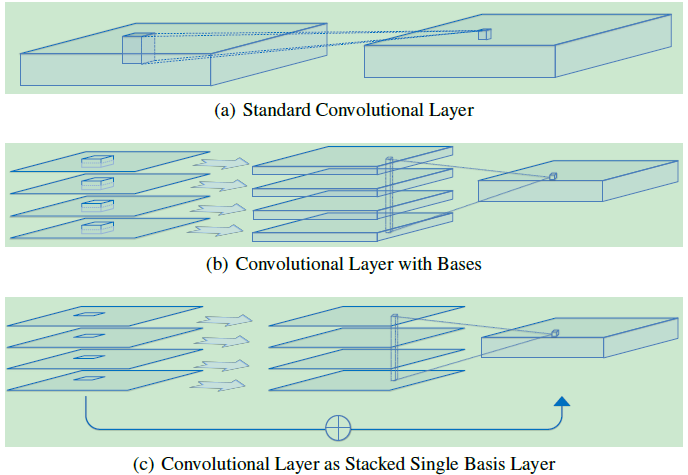 (a) Standard Convolutional Layer
(b) Convolutional Layer with Bases
(c) Convolutional Layer as Stacked Single Basis Layer